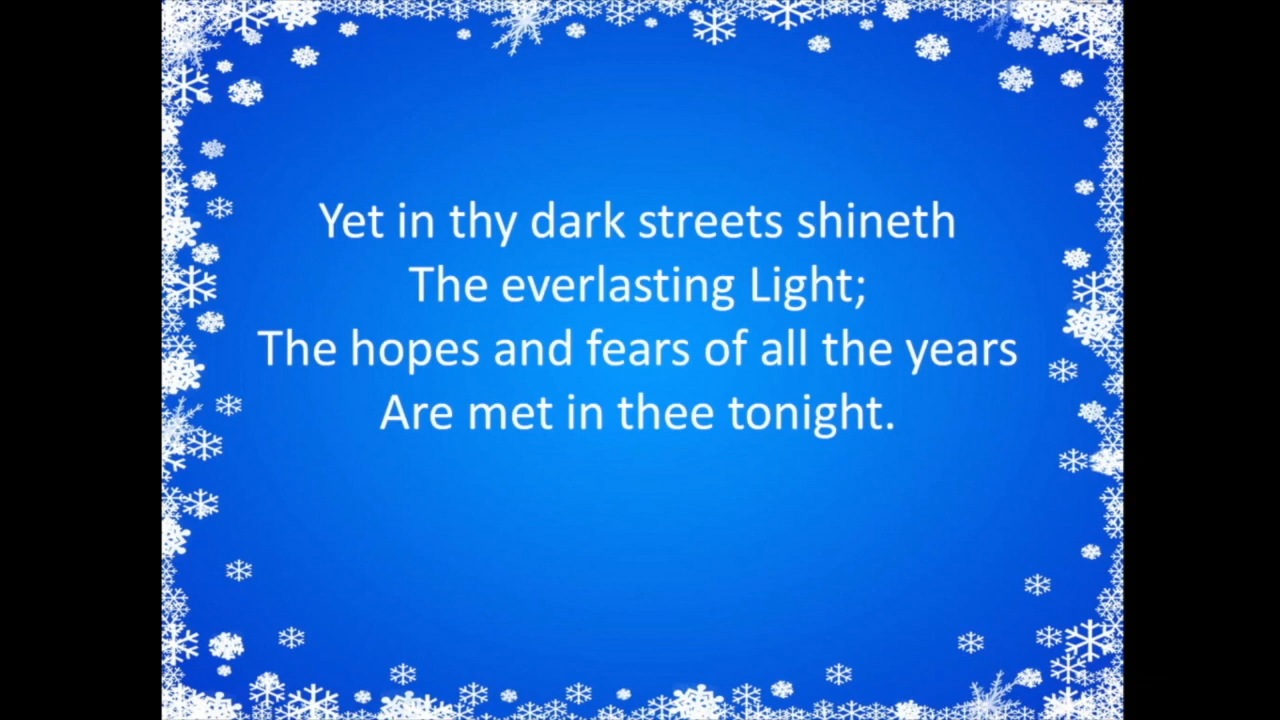 Yet in thy dark streets shineth
The everlasting Light;
The hopes and fears of all the years
Are met in thee tonight.